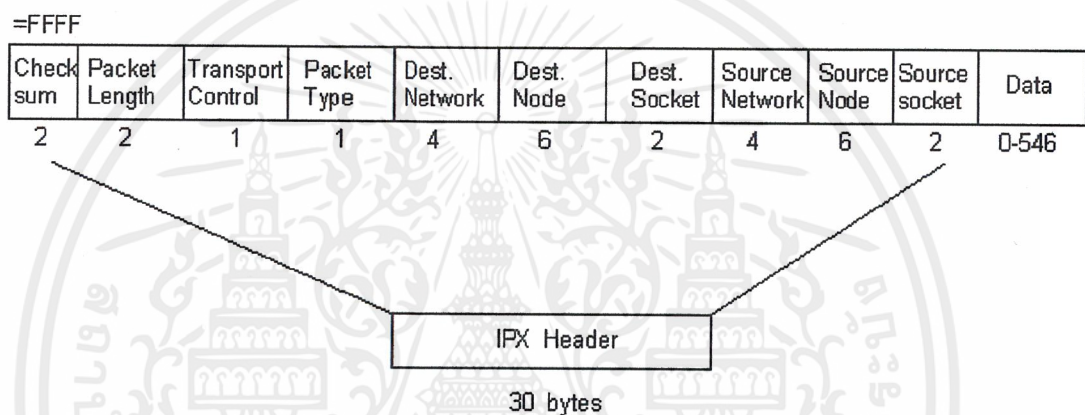 =FFFF
Check sum
Packet Length
Transport Control
Packet Type
Dest. Network
Dest. Node
Dest. Socket
Source Network
Source Node
Source socket
Data
2 2 1 1 4 6 2 4 6 2 0-546
IPX Header
30 bytes